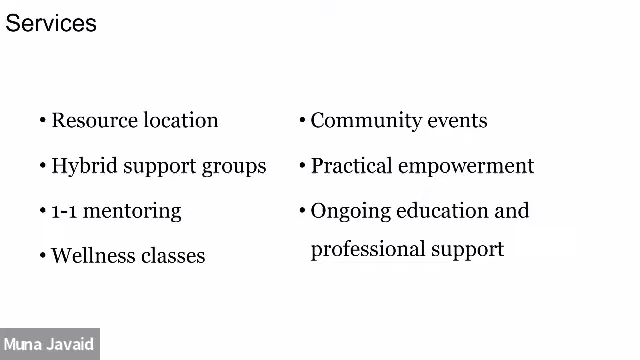 Services
• Resource location
• Hybrid support groups
• 1-1 mentoring
• Wellness classes
• Community events
• Practical empowerment
• Ongoing education and
professional support
Muna Javaid